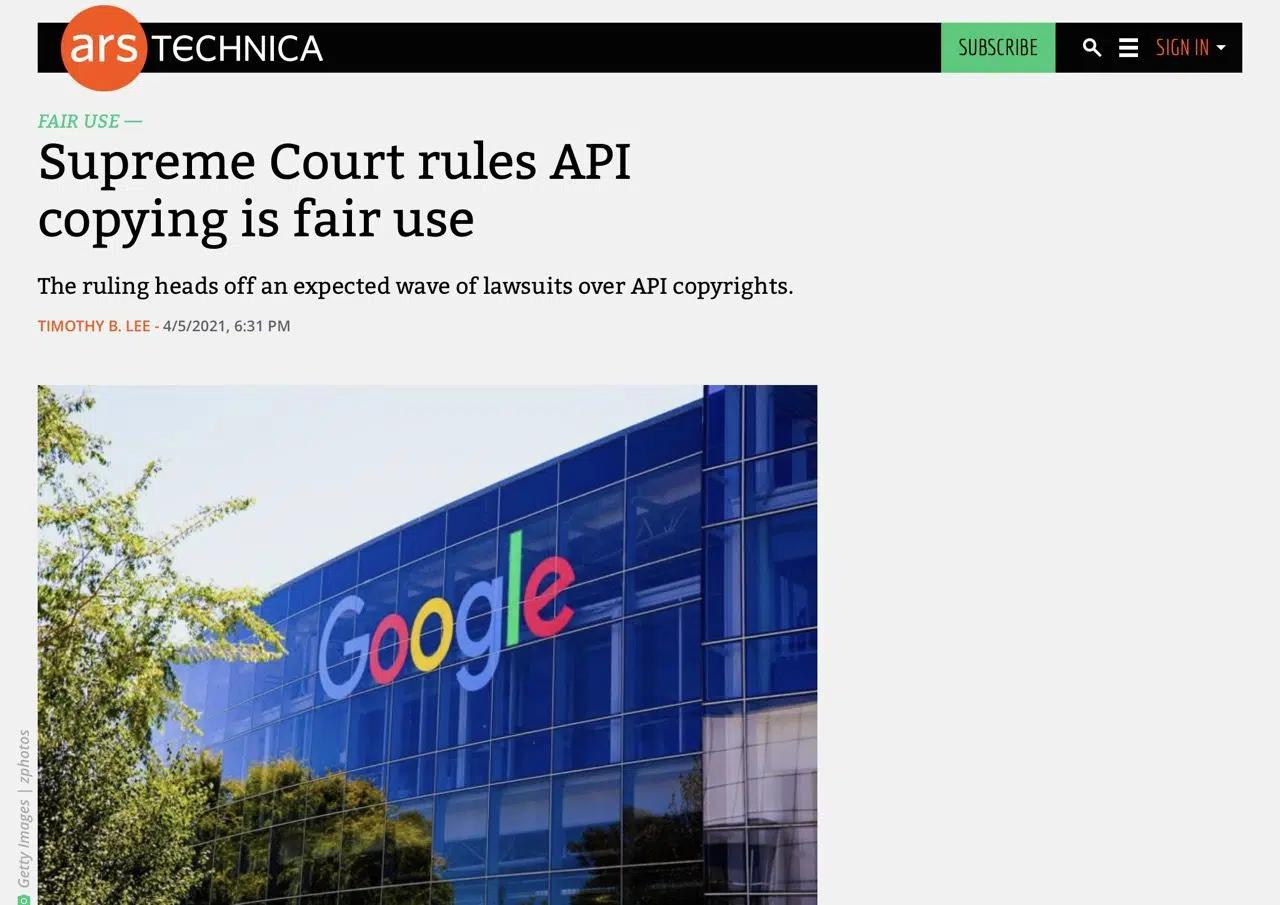 ars TECHNICA
SUBSCRIBE
SIGN IN
FAIR USE —
Supreme Court rules API
copying is fair use
The ruling heads off an expected wave of lawsuits over API copyrights.
TIMOTHY B. LEE - 4/5/2021, 6:31 PM
Google
Getty Images | zphotos